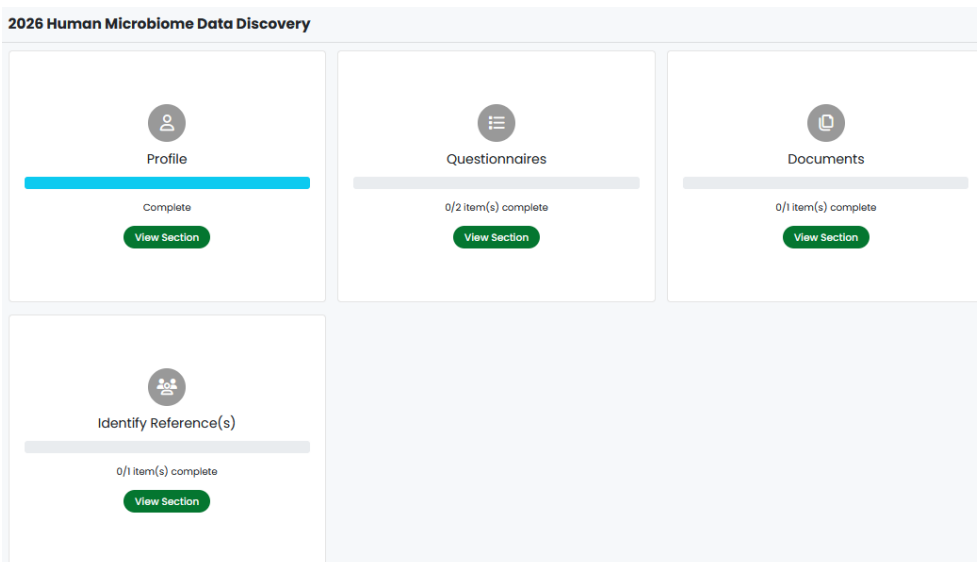 2026 Human Microbiome Data Discovery
Profile
Complete
View Section
Questionnaires
0/2 item(s) complete
View Section
Documents
0/1 item(s) complete
View Section
Identify Reference(s)
0/1 item(s) complete
View Section